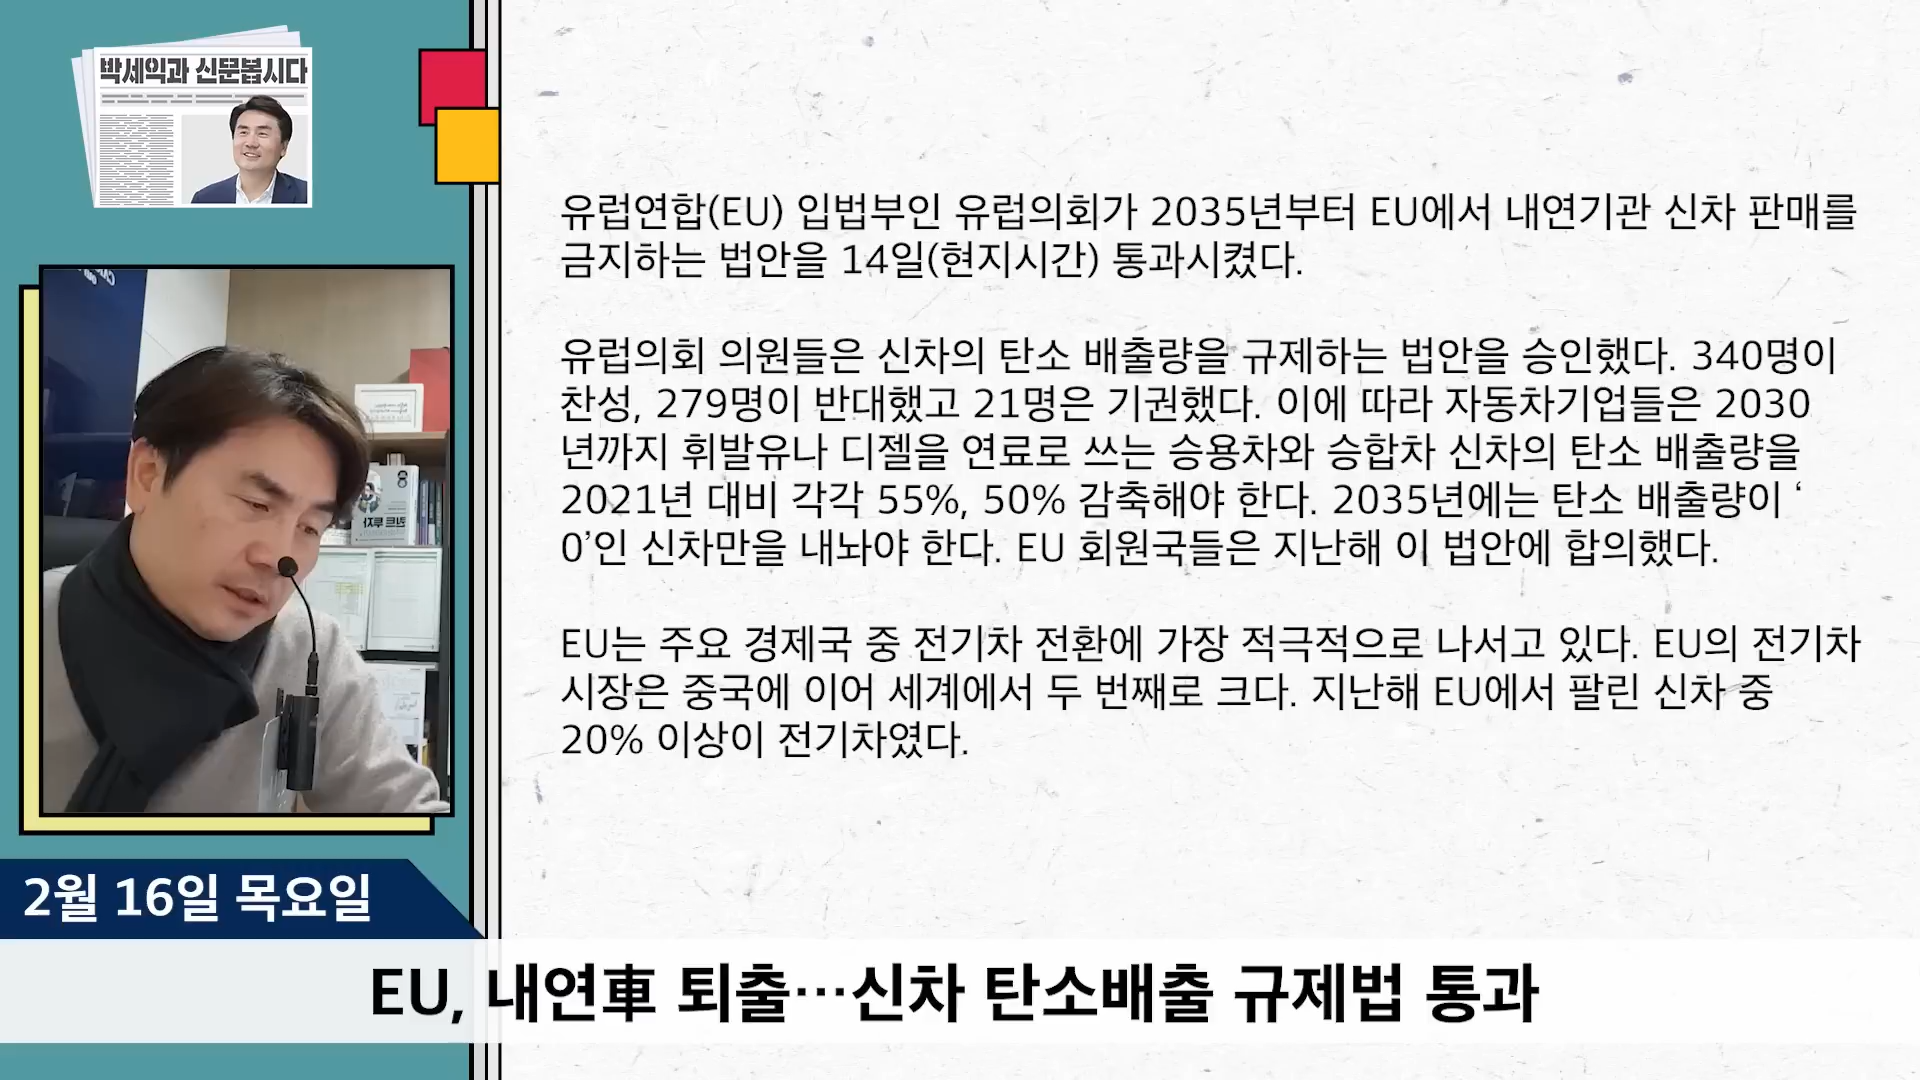 박세익과 신문봅시다
유럽연합(EU) 입법부인 유럽의회가 2035년부터 EU에서 내연기관 신차 판매를
금지하는 법안을 14일(현지시간) 통과시켰다.
유럽의회 의원들은 신차의 탄소 배출량을 규제하는 법안을 승인했다. 340명이
찬성, 279명이 반대했고 21명은 기권했다. 이에 따라 자동차기업들은 2030
년까지 휘발유나 디젤을 연료로 쓰는 승용차와 승합차 신차의 탄소 배출량을
2021년 대비 각각 55%, 50% 감축해야 한다. 2035년에는 탄소 배출량이 ‘
0’인 신차만을 내놔야 한다. EU 회원국들은 지난해 이 법안에 합의했다.
EU는 주요 경제국 중 전기차 전환에 가장 적극적으로 나서고 있다. EU의 전기차
시장은 중국에 이어 세계에서 두 번째로 크다. 지난해 EU에서 팔린 신차 중
20% 이상이 전기차였다.
2월 16일 목요일
EU, 내연車 퇴출…신차 탄소배출 규제법 통과